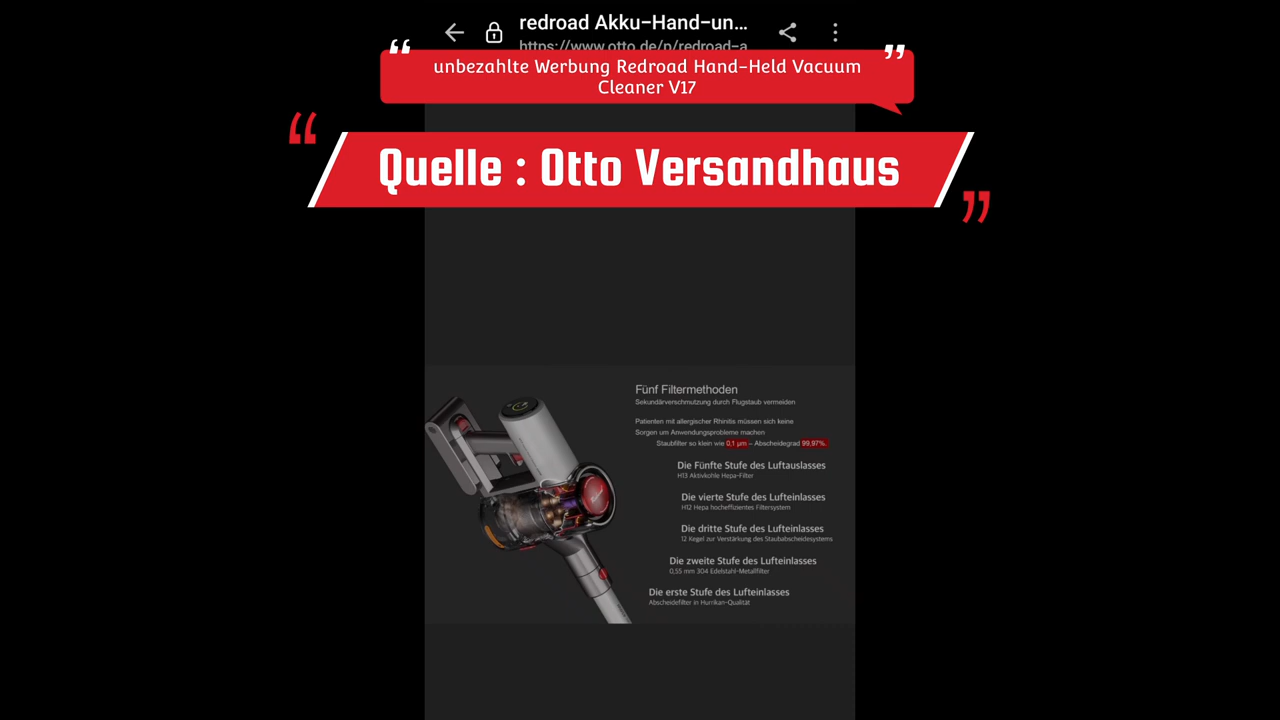 redroad Akku-Hand-un...
https://www.otto.de/p/redroad-a
“ unbezahlte Werbung Redroad Hand-Held Vacuum ”
Cleaner V17
“ Quelle : Otto Versandhaus ”
Fünf Filtermethoden
Sekundärverschmutzung durch Flugstaub vermeiden
Patienten mit allergischer Rhinitis müssen sich keine
Sorgen um Anwendungsprobleme machen
Staubfilter so klein wie 0,1 µm – Abscheidegrad 99,97%.
Die Fünfte Stufe des Luftauslasses
H13 Aktivkohle Hepa-Filter
Die vierte Stufe des Lufteinlasses
H12 Hepa hocheffizientes Filtersystem
Die dritte Stufe des Lufteinlasses
12 Kegel zur Verstärkung des Staubabscheidesystems
Die zweite Stufe des Lufteinlasses
0,55 mm 304 Edelstahl-Metallfilter
Die erste Stufe des Lufteinlasses
Abscheidefilter in Hurrikan-Qualität